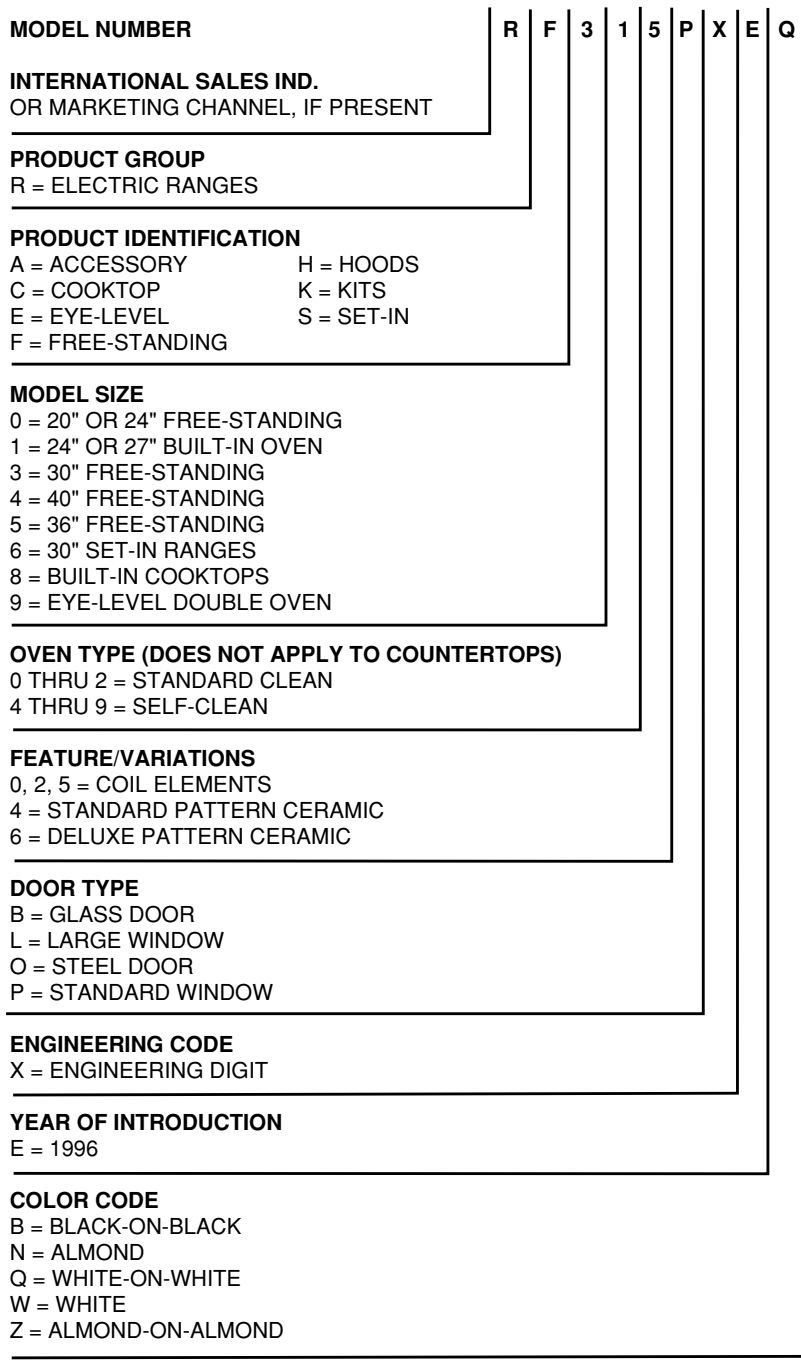 MODEL NUMBER R F 3 1 5 P X E Q
INTERNATIONAL SALES IND.
OR MARKETING CHANNEL, IF PRESENT
PRODUCT GROUP
R = ELECTRIC RANGES
PRODUCT IDENTIFICATION
A = ACCESSORY H = HOODS
C = COOKTOP K = KITS
E = EYE-LEVEL S = SET-IN
F = FREE-STANDING
MODEL SIZE
0 = 20" OR 24" FREE-STANDING
1 = 24" OR 27" BUILT-IN OVEN
3 = 30" FREE-STANDING
4 = 40" FREE-STANDING
5 = 36" FREE-STANDING
6 = 30" SET-IN RANGES
8 = BUILT-IN COOKTOPS
9 = EYE-LEVEL DOUBLE OVEN
OVEN TYPE (DOES NOT APPLY TO COUNTERTOPS)
0 THRU 2 = STANDARD CLEAN
4 THRU 9 = SELF-CLEAN
FEATURE/VARIATIONS
0, 2, 5 = COIL ELEMENTS
4 = STANDARD PATTERN CERAMIC
6 = DELUXE PATTERN CERAMIC
DOOR TYPE
B = GLASS DOOR
L = LARGE WINDOW
O = STEEL DOOR
P = STANDARD WINDOW
ENGINEERING CODE
X = ENGINEERING DIGIT
YEAR OF INTRODUCTION
E = 1996
COLOR CODE
B = BLACK-ON-BLACK
N = ALMOND
Q = WHITE-ON-WHITE
W = WHITE
Z = ALMOND-ON-ALMOND